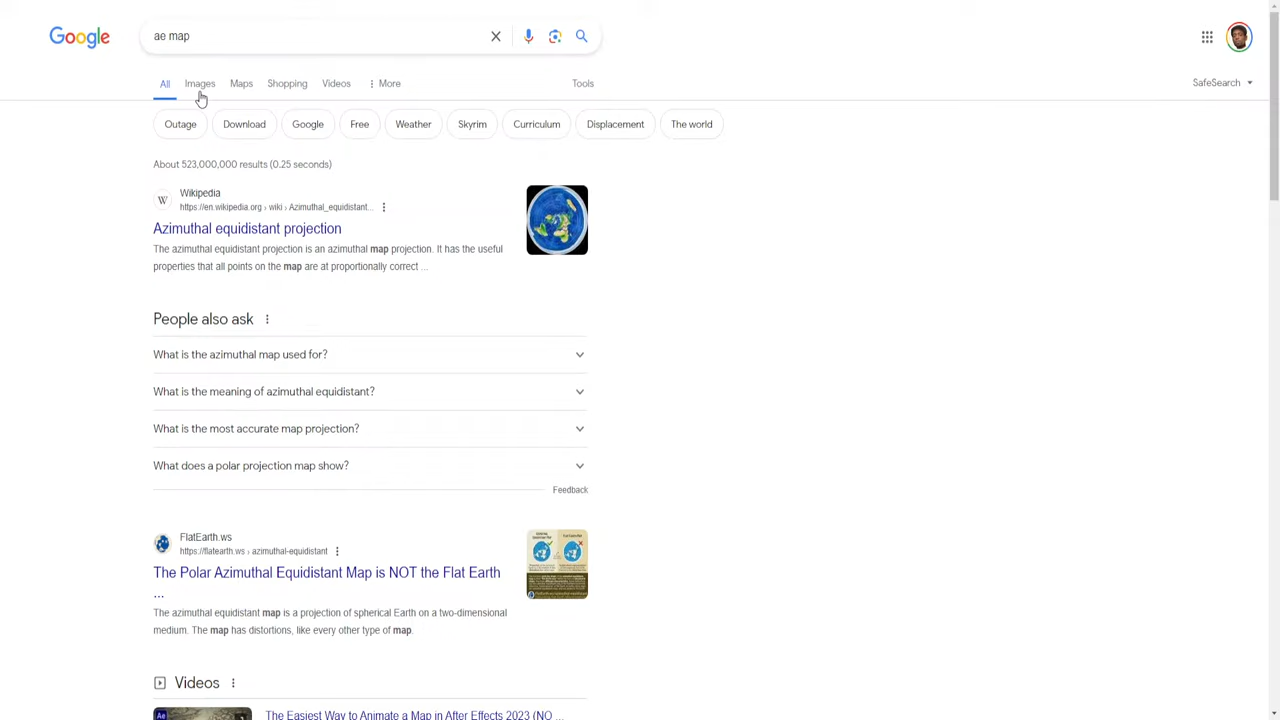 Google
ae map
All Images Maps Shopping Videos More Tools
SafeSearch
Outage Download Google Free Weather Skyrim Curriculum Displacement The world
About 523,000,000 results (0.25 seconds)
W
Wikipedia
https://en.wikipedia.org › wiki › Azimuthal_equidistant...
Azimuthal equidistant projection
The azimuthal equidistant projection is an azimuthal map projection. It has the useful
properties that all points on the map are at proportionally correct ...
People also ask
What is the azimuthal map used for?
What is the meaning of azimuthal equidistant?
What is the most accurate map projection?
What does a polar projection map show?
Feedback
FlatEarth.ws
https://flatearth.ws › azimuthal-equidistant
The Polar Azimuthal Equidistant Map is NOT the Flat Earth
...
The azimuthal equidistant map is a projection of spherical Earth on a two-dimensional
medium. The map has distortions, like every other type of map.
Videos
Ae
The Easiest Way to Animate a Map in After Effects 2023 (NO ...